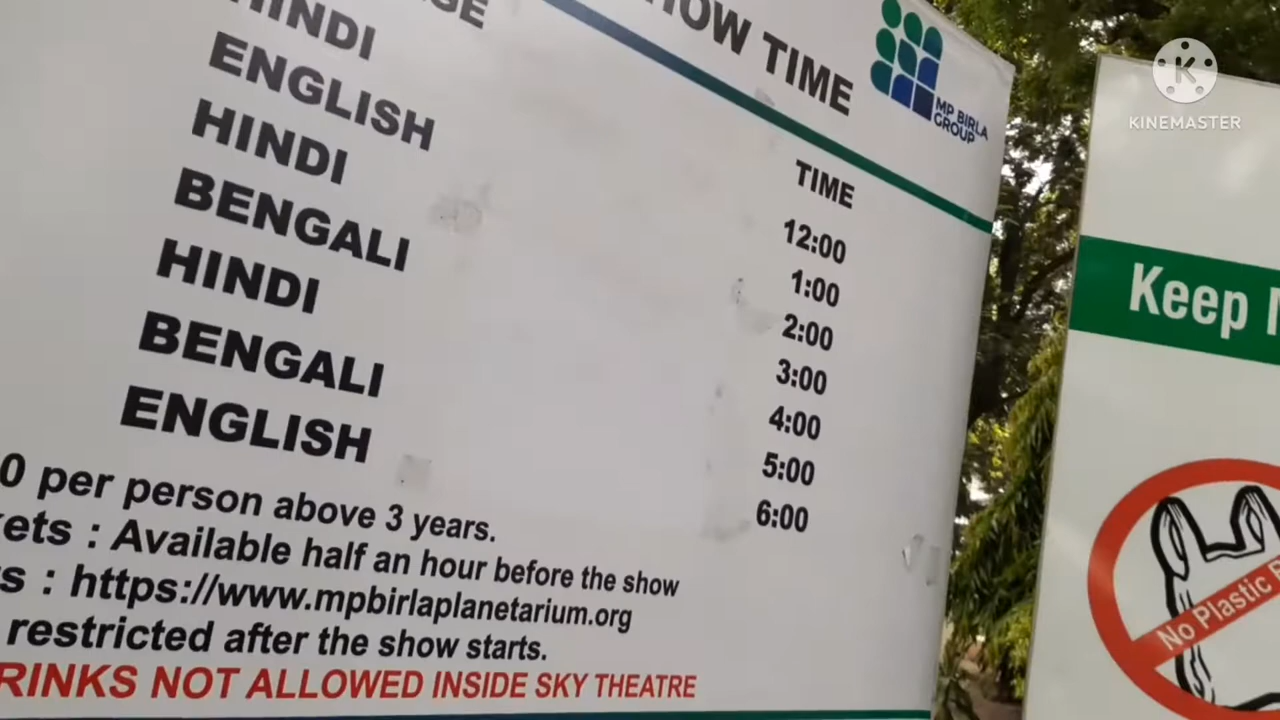 SHOW TIME
MP BIRLA
GROUP
TIME
HINDI 12:00
ENGLISH 1:00
HINDI 2:00
BENGALI 3:00
HINDI 4:00
BENGALI 5:00
ENGLISH 6:00
0 per person above 3 years.
kets : Available half an hour before the show
rs : https://www.mpbirlaplanetarium.org
restricted after the show starts.
RINKS NOT ALLOWED INSIDE SKY THEATRE
K
KINEMASTER
Keep
No Plastic